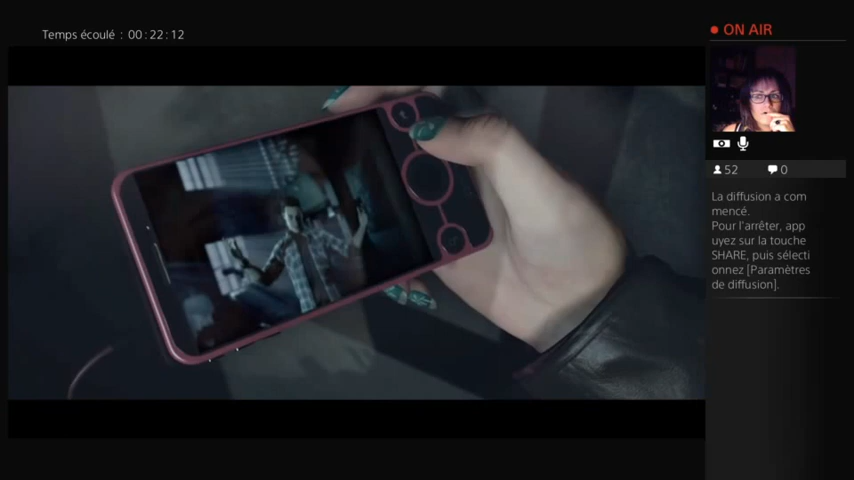 Temps écoulé : 00:22:12
ON AIR
52
0
La diffusion a com
mencé.
Pour l'arrêter, app
uyez sur la touche
SHARE, puis sélecti
onnez [Paramètres
de diffusion].